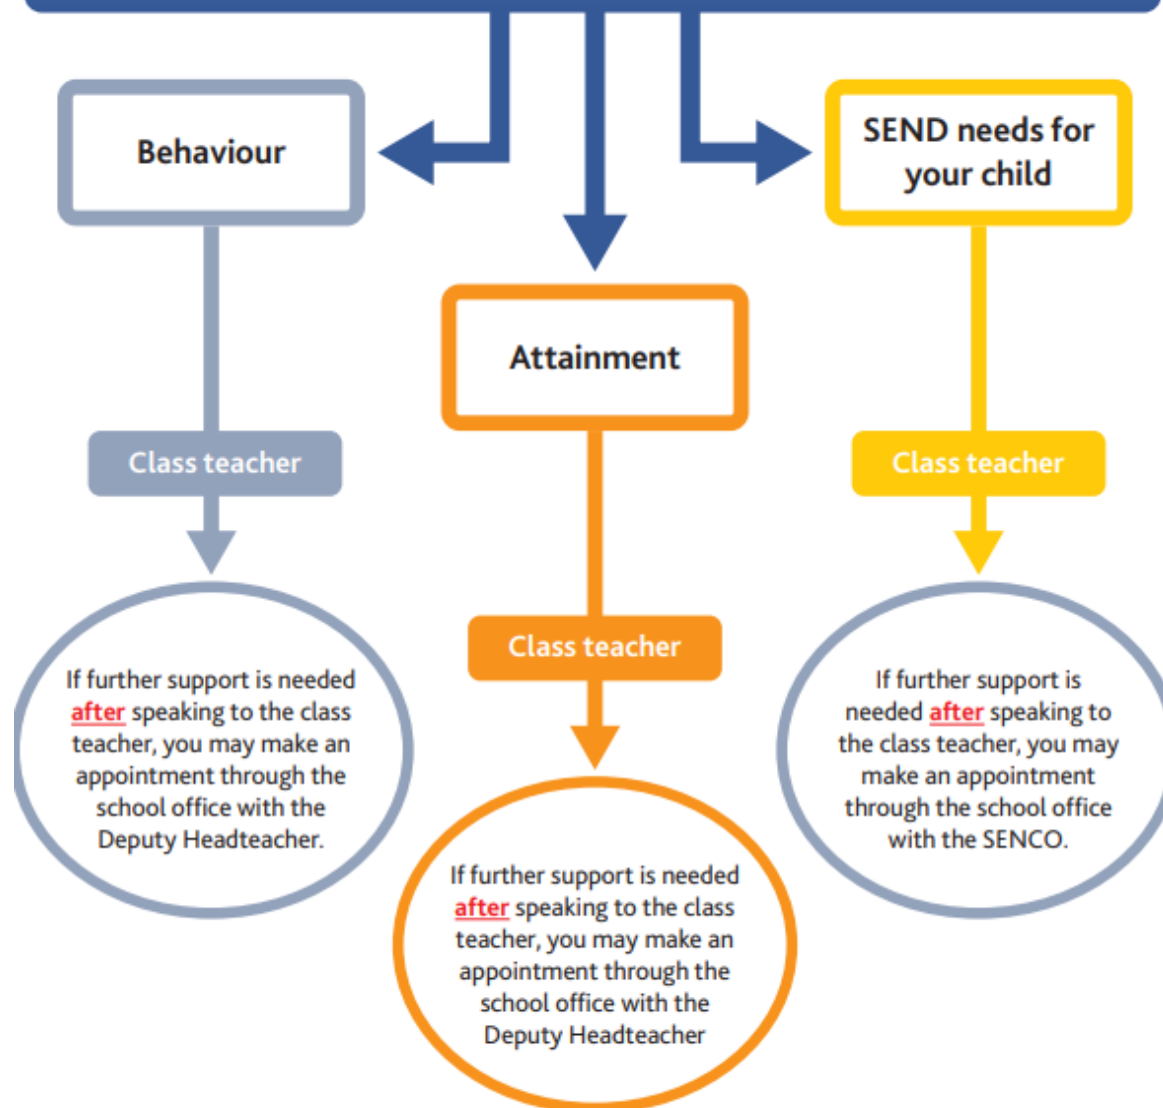 Behaviour
SEND needs for
your child
Attainment
Class teacher
Class teacher
Class teacher
If further support is needed
after speaking to the class
teacher, you may make an
appointment through the
school office with the
Deputy Headteacher.
If further support is
needed after speaking to
the class teacher, you may
make an appointment
through the school office
with the SENCO.
If further support is needed
after speaking to the class
teacher, you may make an
appointment through the
school office with the
Deputy Headteacher